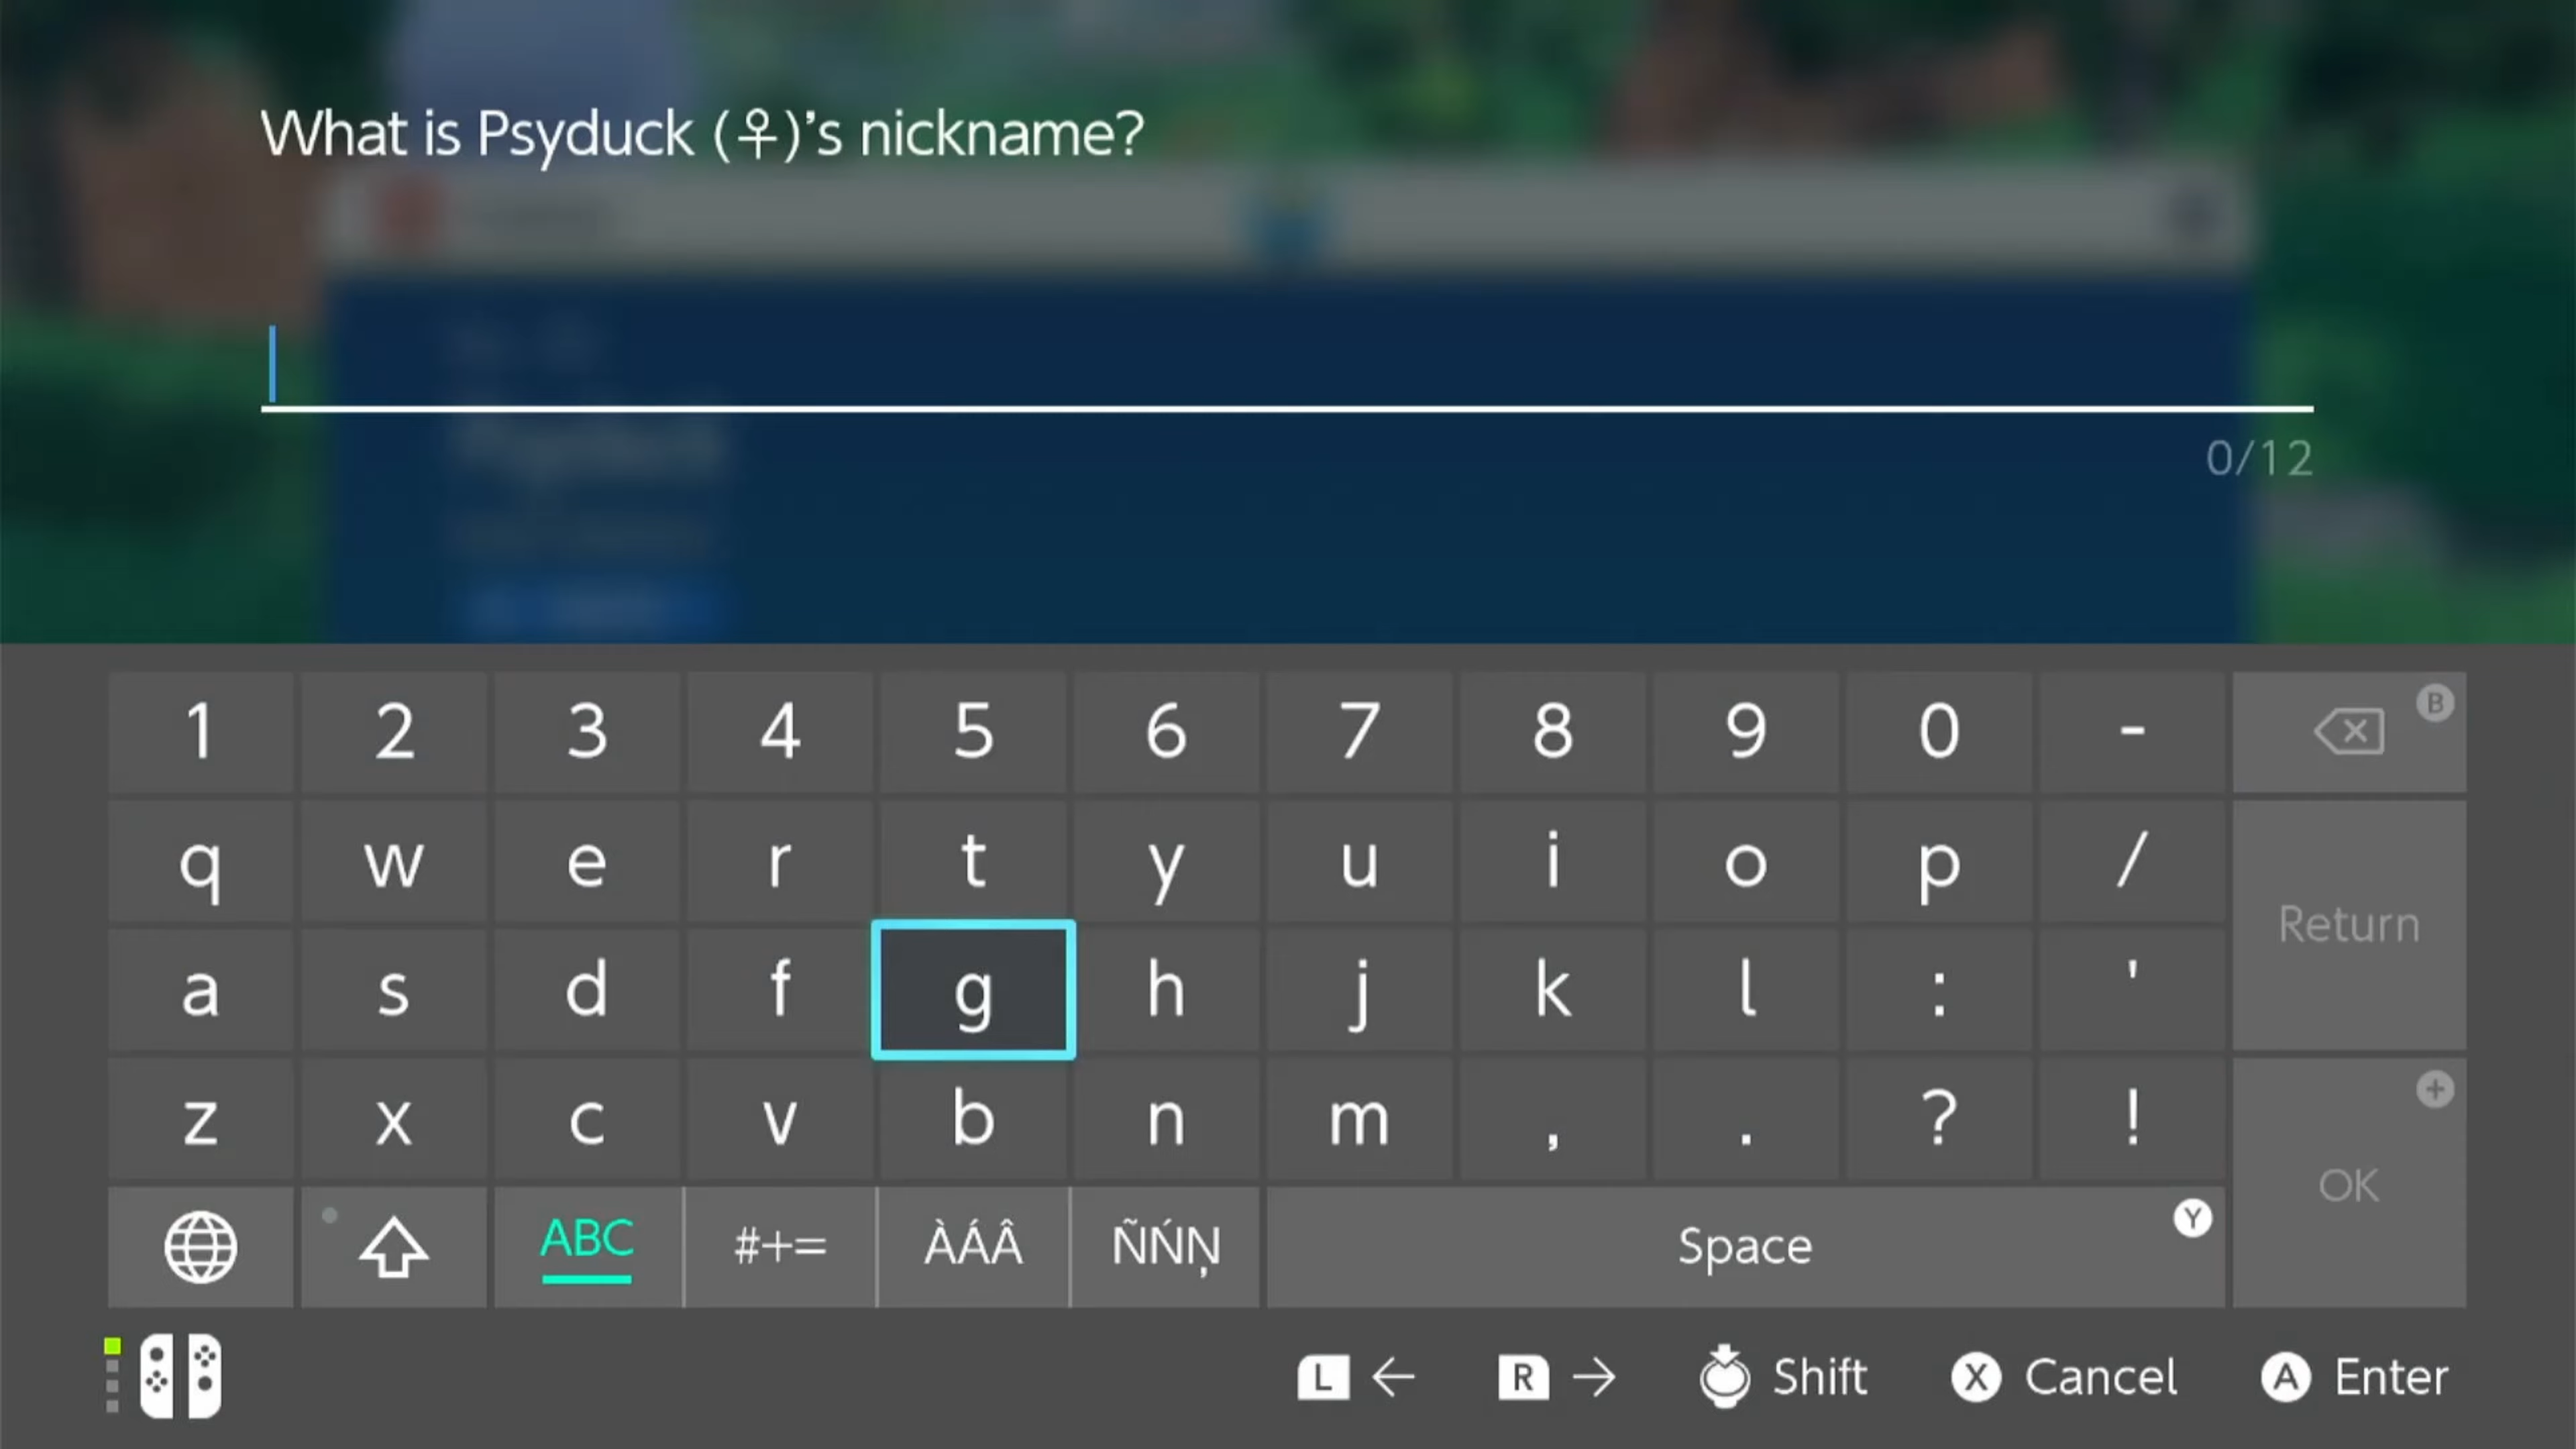 What is Psyduck (♀)'s nickname?
0/12
1 2 3 4 5 6 7 8 9 0 - B
q w e r t y u i o p / Return
a s d f g h j k l : '
z x c v b n m , . ? ! +
ABC #+= ÀÁÂ ÑŃŅ Space Y OK
L ← R → Shift X Cancel A Enter